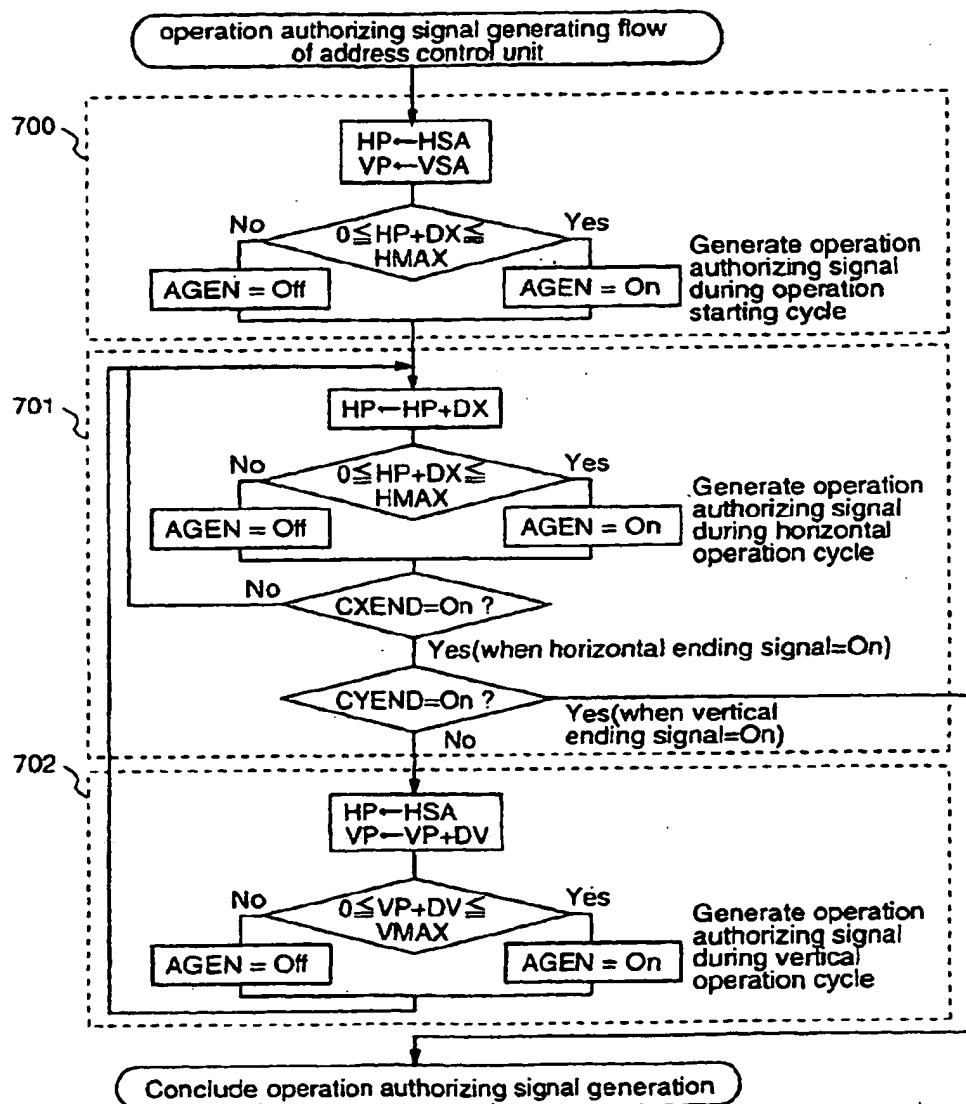 operation authorizing signal generating flow
of address control unit
700
HP←HSA
VP←VSA
No
0≦HP+DX≦
HMAX
Yes
AGEN = Off
AGEN = On
Generate operation
authorizing signal
during operation
starting cycle
701
HP←HP+DX
No
0≦HP+DX≦
HMAX
Yes
AGEN = Off
AGEN = On
Generate operation
authorizing signal
during horizontal
operation cycle
No
CXEND=On ?
Yes(when horizontal ending signal=On)
CYEND=On ?
Yes(when vertical
ending signal=On)
No
702
HP←HSA
VP←VP+DV
No
0≦VP+DV≦
VMAX
Yes
AGEN = Off
AGEN = On
Generate operation
authorizing signal
during vertical
operation cycle
Conclude operation authorizing signal generation